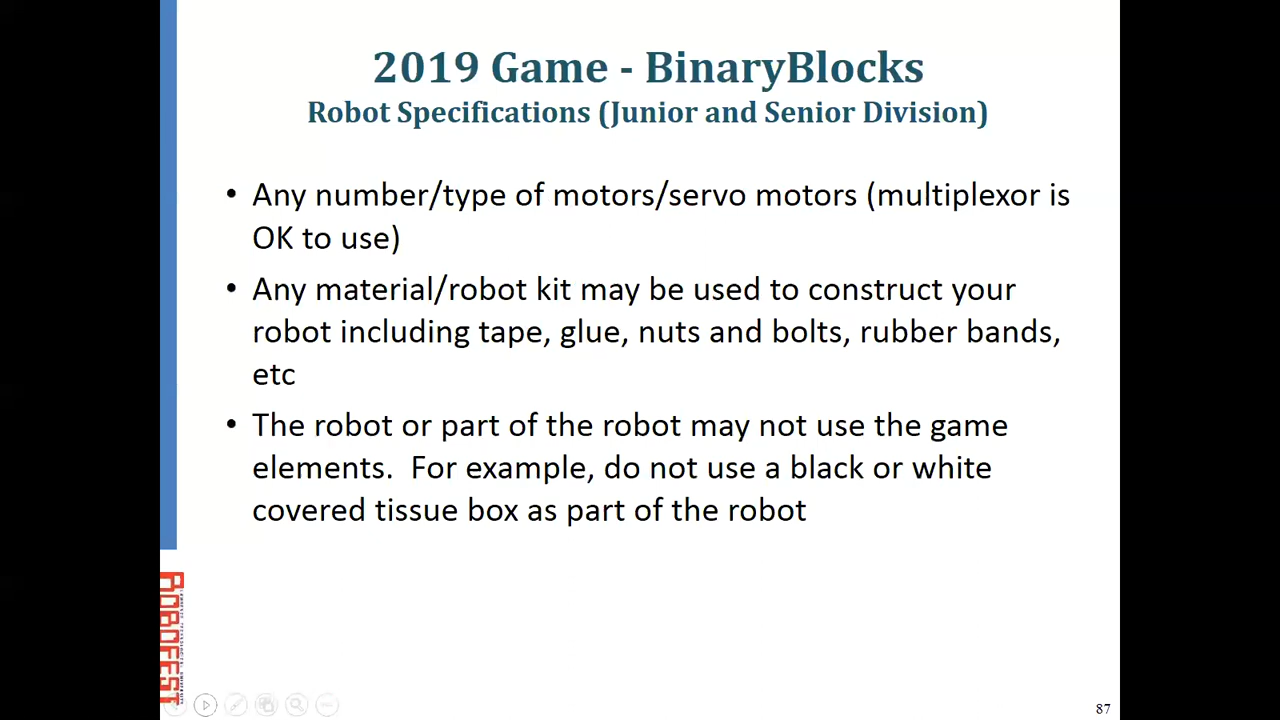 2019 Game - BinaryBlocks
Robot Specifications (Junior and Senior Division)
• Any number/type of motors/servo motors (multiplexor is
OK to use)
• Any material/robot kit may be used to construct your
robot including tape, glue, nuts and bolts, rubber bands,
etc
• The robot or part of the robot may not use the game
elements.  For example, do not use a black or white
covered tissue box as part of the robot
ROBOFEST
87